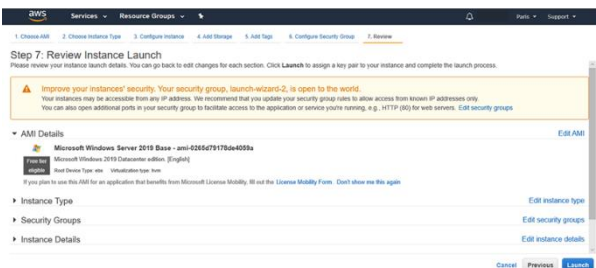 aws Services Resource Groups Paris Support
1. Choose AMI 2. Choose Instance Type 3. Configure Instance 4. Add Storage 5. Add Tags 6. Configure Security Group 7. Review
Step 7: Review Instance Launch
Please review your instance launch details. You can go back to edit changes for each section. Click Launch to assign a key pair to your instance and complete the launch process.
Improve your instances' security. Your security group, launch-wizard-2, is open to the world.
Your instances may be accessible from any IP address. We recommend that you update your security group rules to allow access from known IP addresses only.
You can also open additional ports in your security group to facilitate access to the application or service you're running, e.g., HTTP (80) for web servers. Edit security groups
AMI Details Edit AMI
Microsoft Windows Server 2019 Base - ami-0265d79178de4089a
Free tier eligible
Microsoft Windows 2019 Datacenter edition. [English]
Root Device Type: ebs Virtualization type: hvm
If you plan to use this AMI for an application that benefits from Microsoft License Mobility, fill out the License Mobility Form. Don't show me this again
Instance Type Edit instance type
Security Groups Edit security groups
Instance Details Edit instance details
Cancel Previous Launch